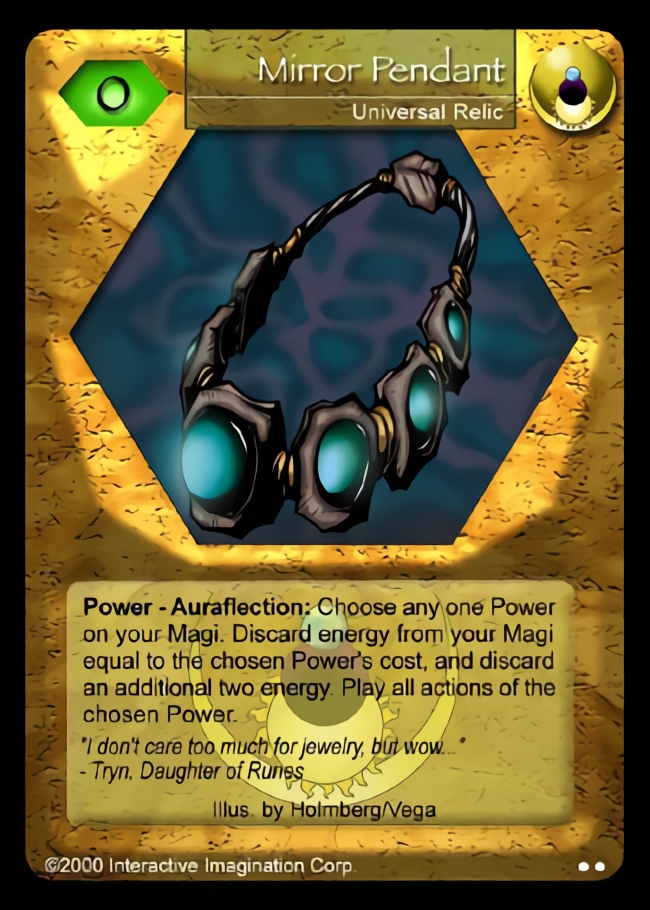 0
Mirror Pendant
Universal Relic
Power - Auraflection: Choose any one Power
on your Magi. Discard energy from your Magi
equal to the chosen Power's cost, and discard
an additional two energy. Play all actions of the
chosen Power.
"I don't care too much for jewelry, but wow..."
- Tryn, Daughter of Runes
Illus. by Holmberg/Vega
©2000 Interactive Imagination Corp.